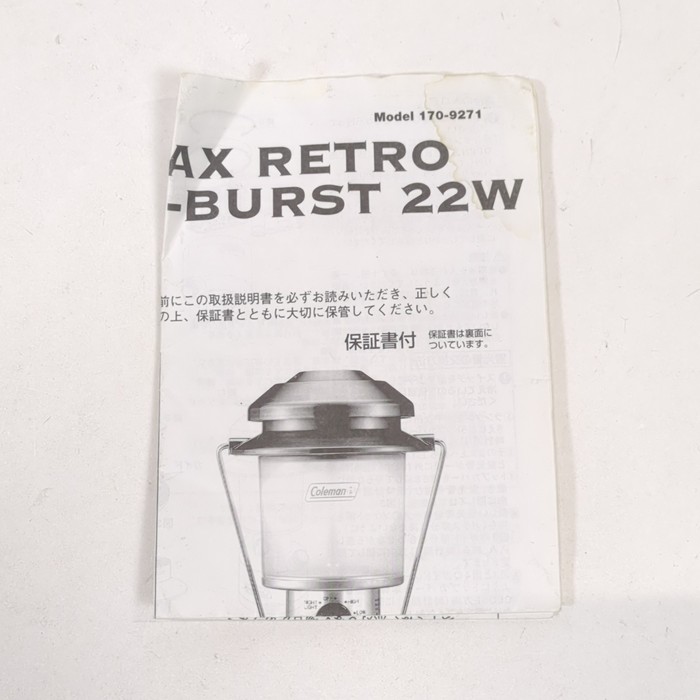 Model 170-9271
AX RETRO
-BURST 22W
前にこの取扱説明書を必ずお読みいただき、正しく
の上、保証書とともに大切に保管してください。
保証書付
保証書は裏面に
ついています。
Coleman